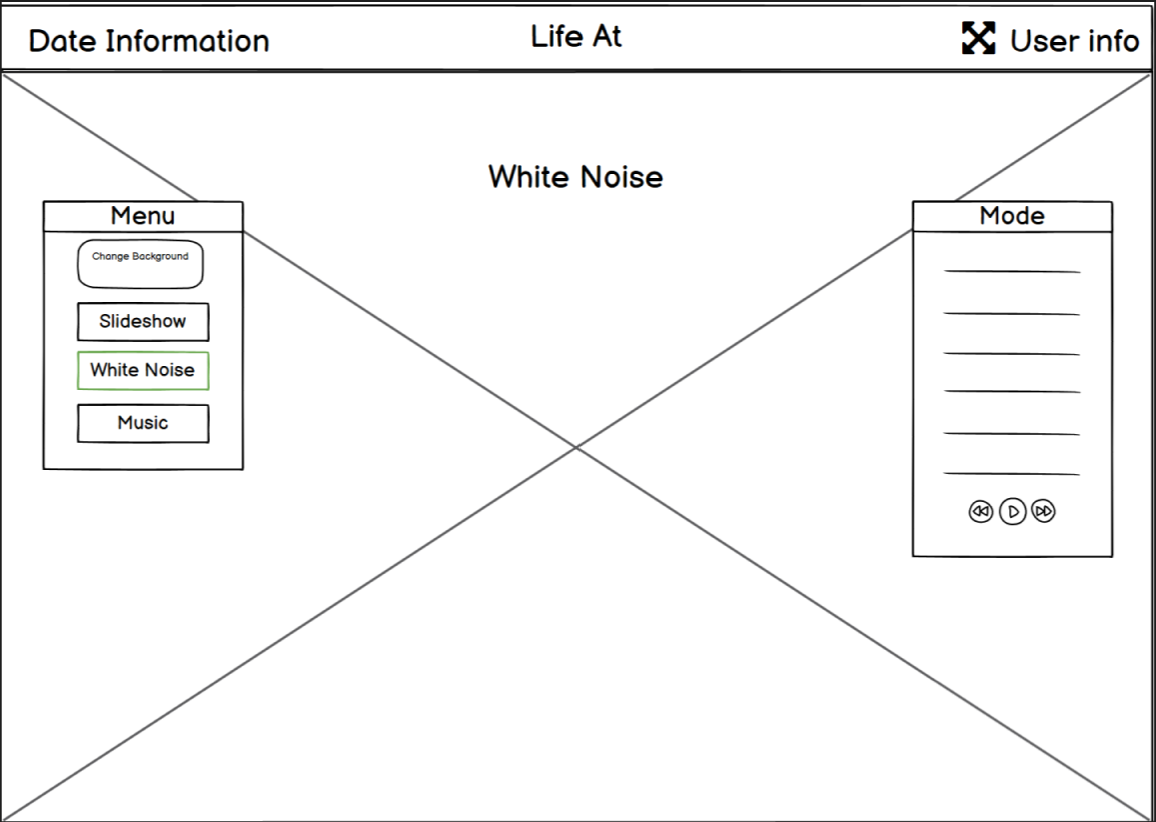 Date Information
Life At
User info
White Noise
Menu
Change Background
Slideshow
White Noise
Music
Mode